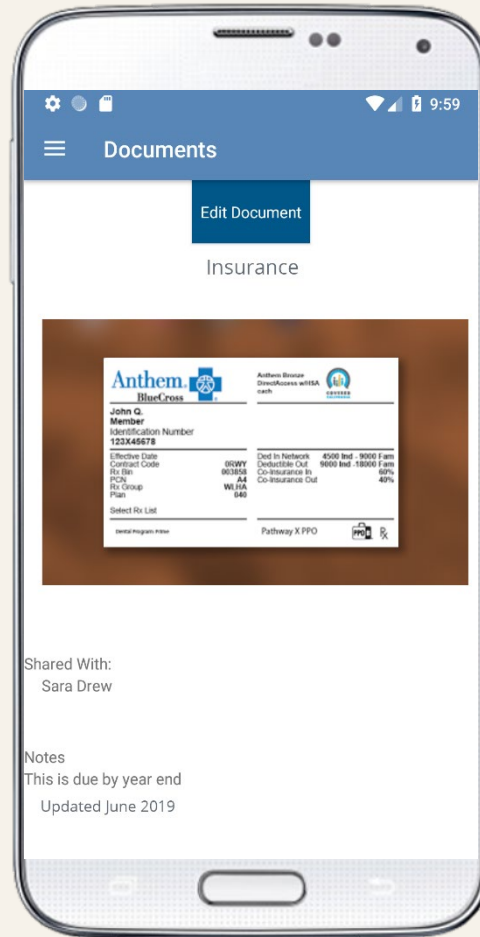 9:59
Documents
Edit Document
Insurance
Anthem.
BlueCross
Anthem Bronze
DirectAccess w/HSA
cach
COVERED
CALIFORNIA
John Q.
Member
Identification Number
123X45678
Effective Date
Contract Code 0RWY
Rx Bin 003858
PCN A4
Rx Group WLHA
Plan 040
Select Rx List
Ded In Network 4500 Ind - 9000 Fam
Deductible Out 9000 Ind -18000 Fam
Co-Insurance In 60%
Co-Insurance Out 40%
Dental Program: Prime
Pathway X PPO
PPO
Rx
Shared With:
Sara Drew
Notes
This is due by year end
Updated June 2019